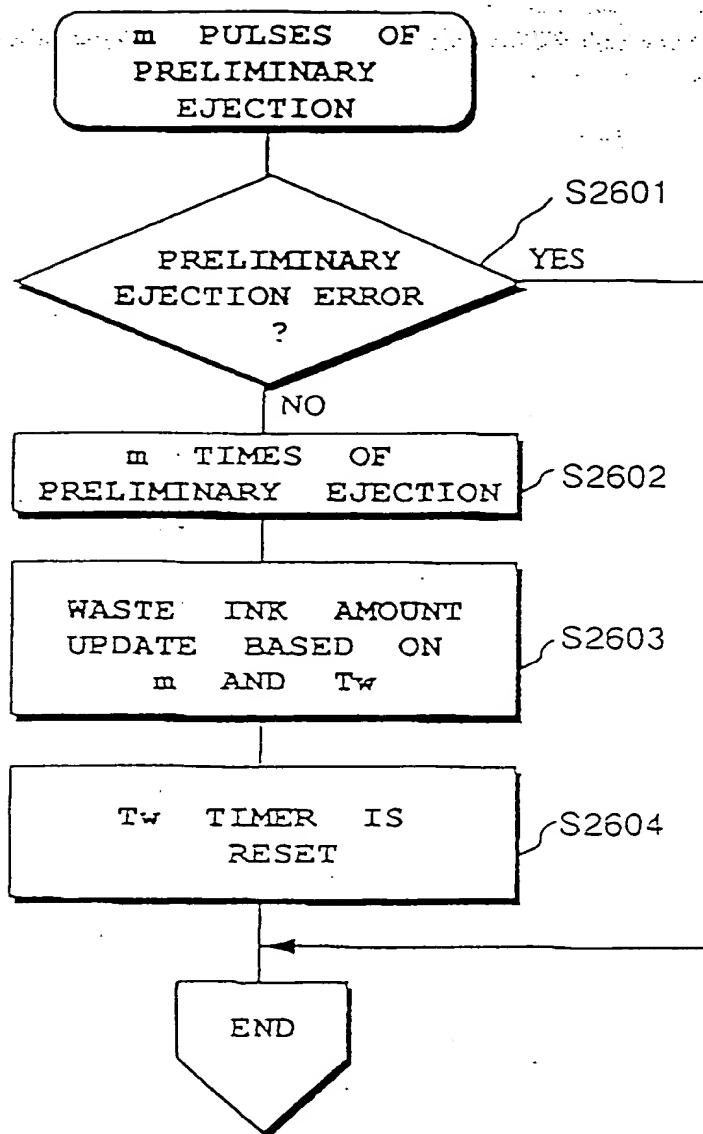 m PULSES OF
PRELIMINARY
EJECTION
S2601
PRELIMINARY
EJECTION ERROR
?
YES
NO
m TIMES OF
PRELIMINARY EJECTION
S2602
WASTE INK AMOUNT
UPDATE BASED ON
m AND Tw
S2603
Tw TIMER IS
RESET
S2604
END